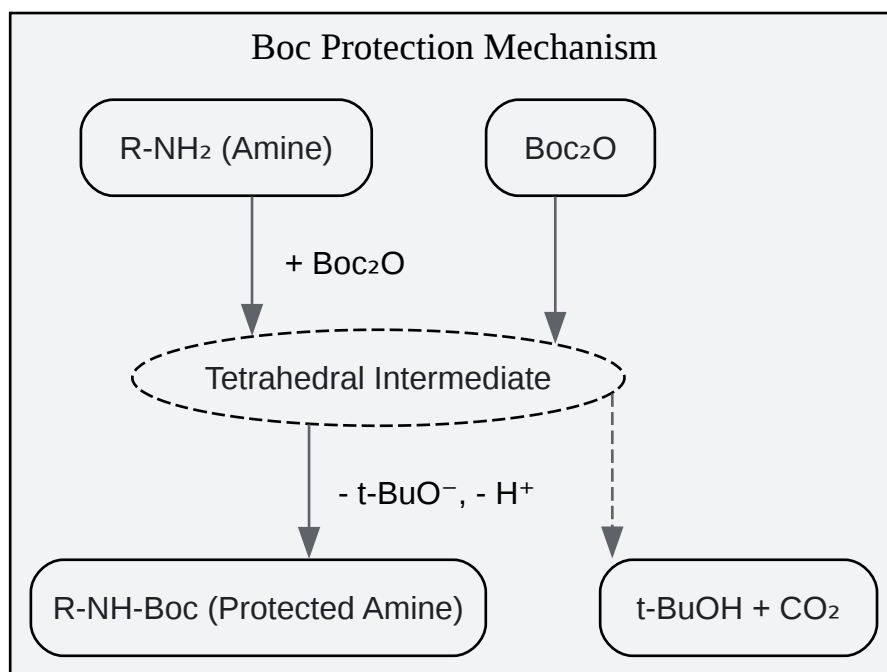 Boc Protection Mechanism
R-NH₂ (Amine)
Boc₂O
+ Boc₂O
Tetrahedral Intermediate
- t-BuO⁻, - H⁺
R-NH-Boc (Protected Amine)
t-BuOH + CO₂